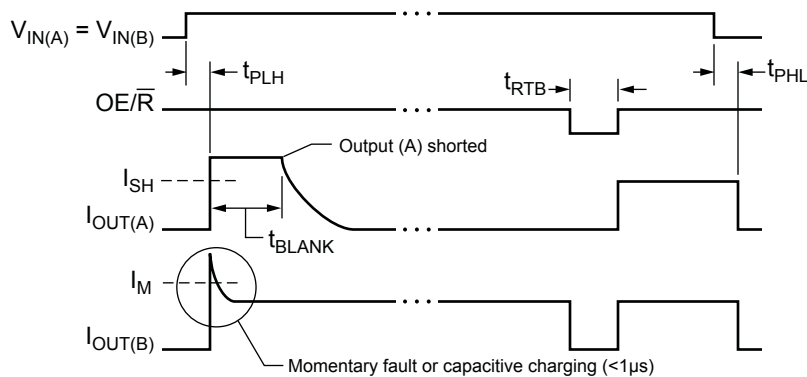 V_IN(A) = V_IN(B)
t_PLH
t_RTB
t_PHL
OE/R̅
Output (A) shorted
I_SH
I_OUT(A)
t_BLANK
I_M
I_OUT(B)
Momentary fault or capacitive charging (<1µs)